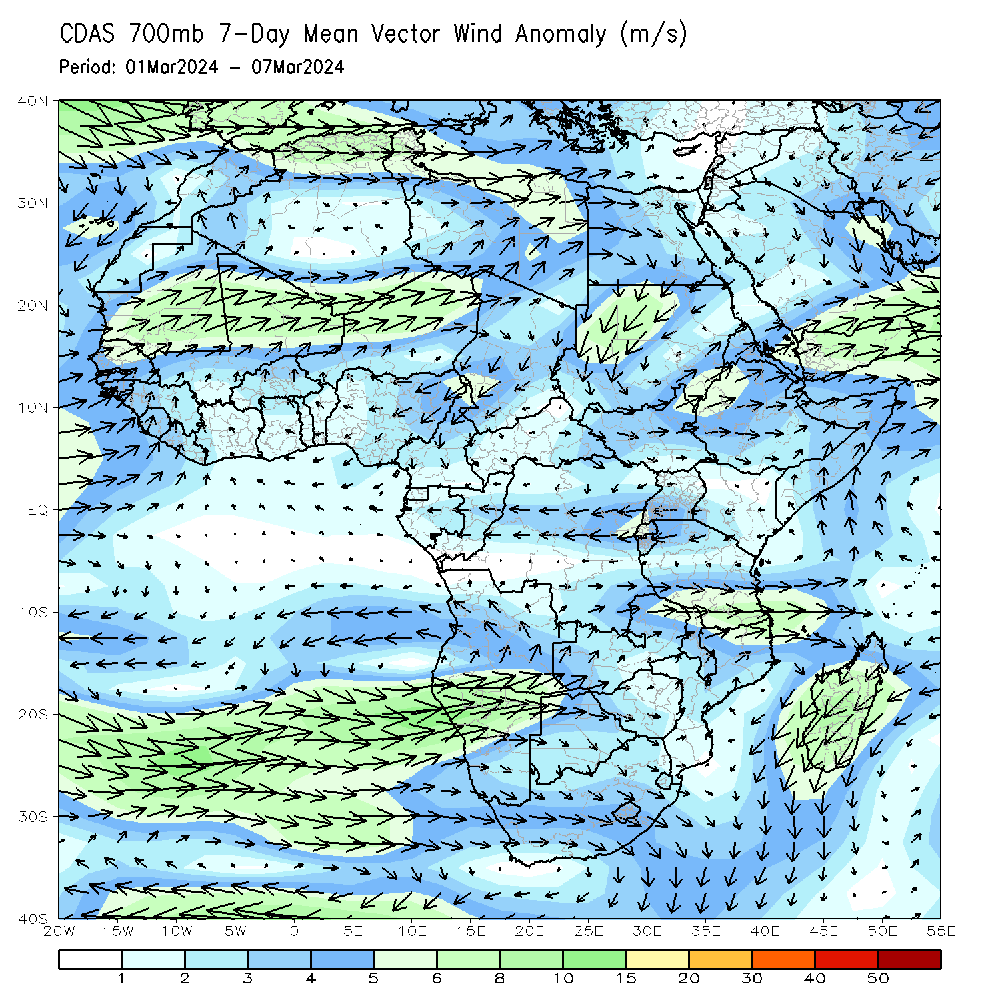 CDAS 700mb 7-Day Mean Vector Wind Anomaly (m/s)
Period: 01Mar2024 - 07Mar2024
40N
30N
20N
10N
EQ
10S
20S
30S
40S
20W 15W 10W 5W 0 5E 10E 15E 20E 25E 30E 35E 40E 45E 50E 55E
1 2 3 4 5 6 8 10 15 20 30 40 50